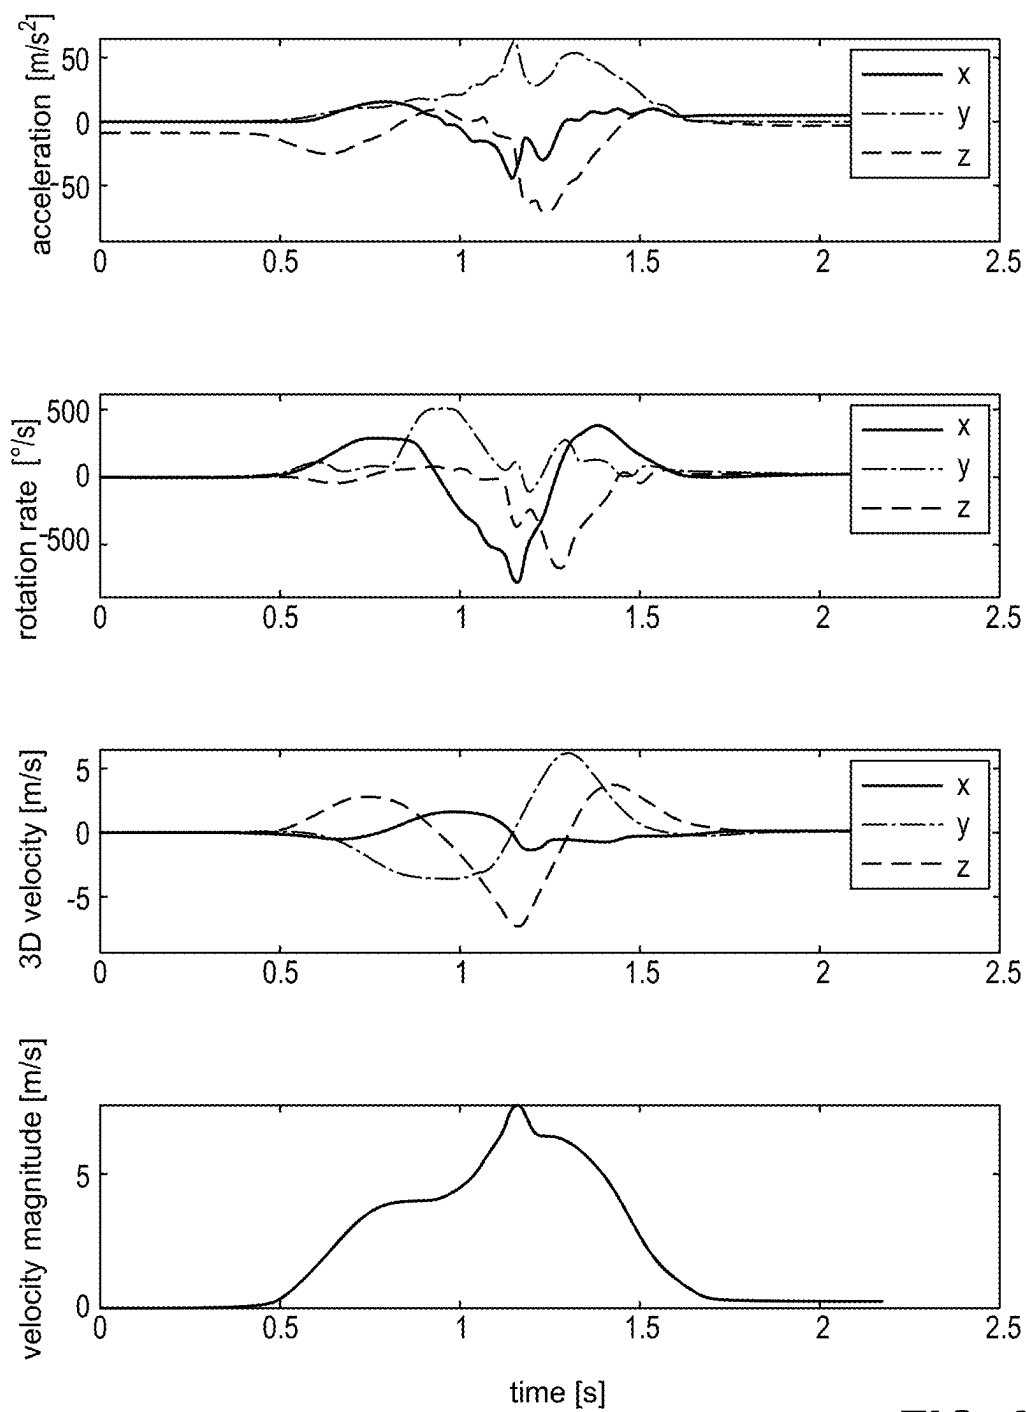 acceleration [m/s²]
50
0
-50
x
y
z
0 0.5 1 1.5 2 2.5
rotation rate [°/s]
500
0
-500
x
y
z
0 0.5 1 1.5 2 2.5
3D velocity [m/s]
5
0
-5
x
y
z
0 0.5 1 1.5 2 2.5
velocity magnitude [m/s]
5
0
0 0.5 1 1.5 2 2.5
time [s]